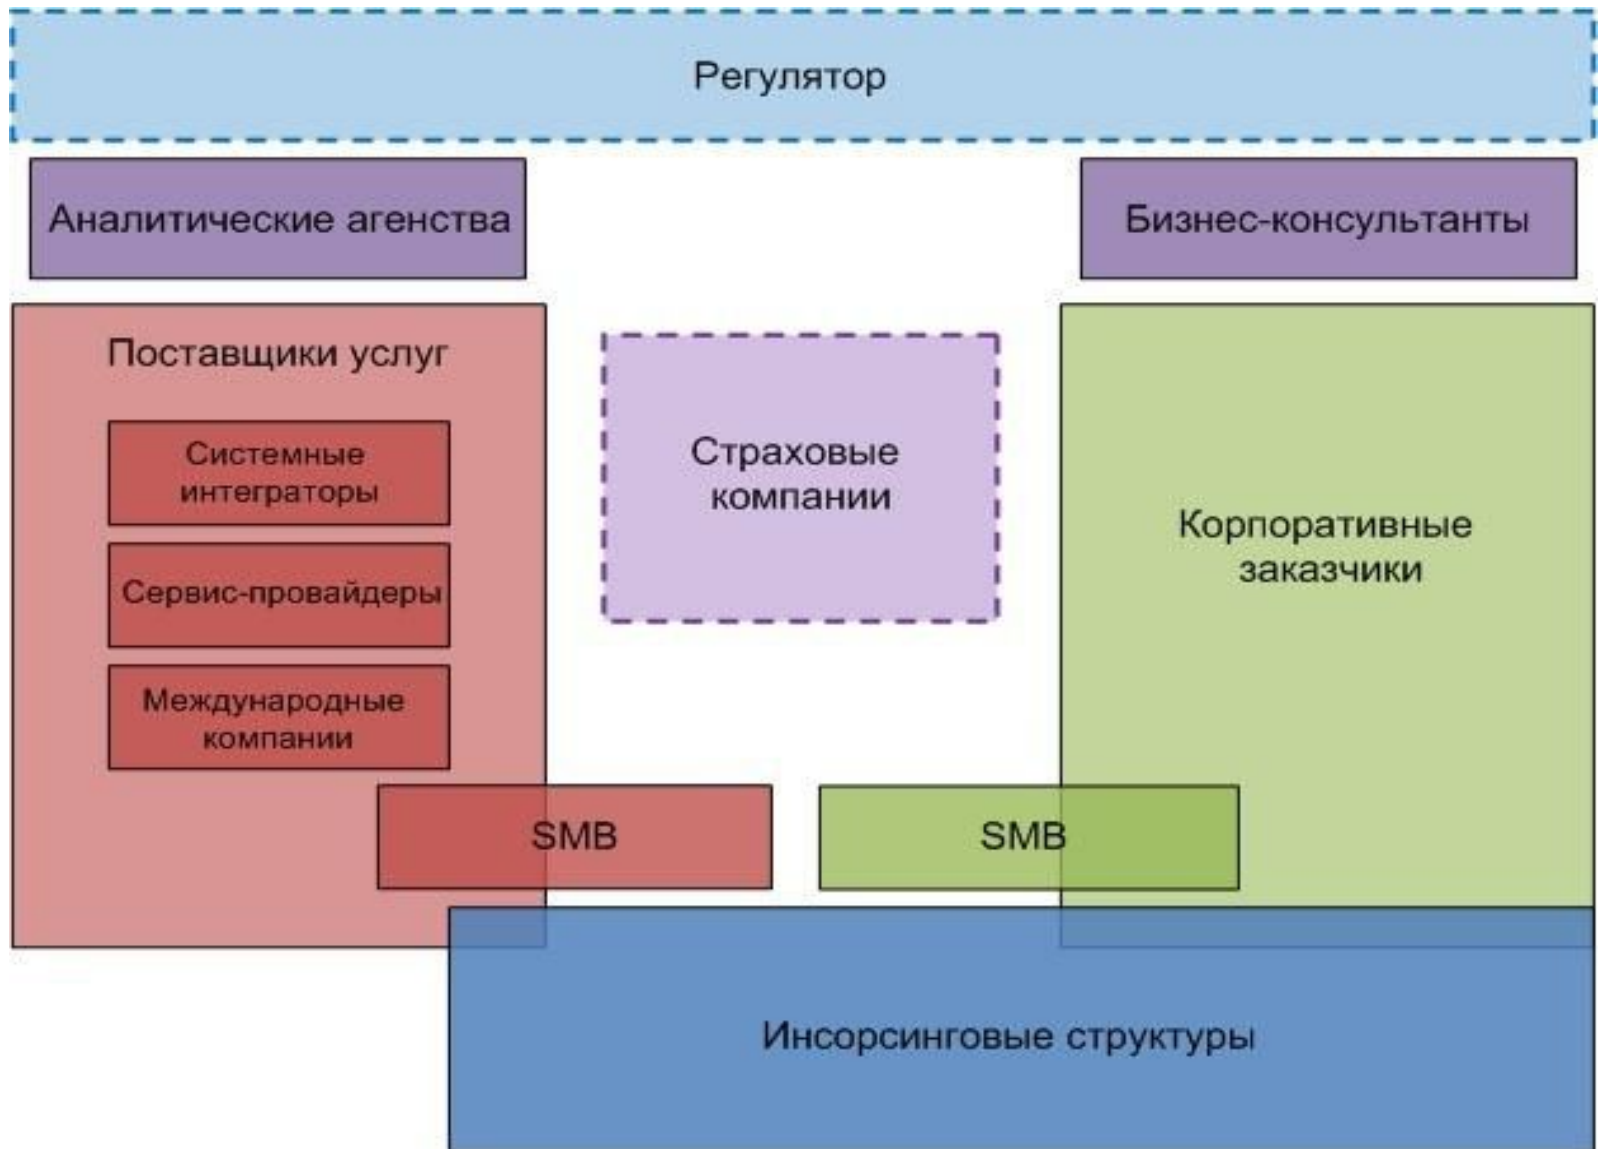 Регулятор
Аналитические агенства
Бизнес-консультанты
Поставщики услуг
Системные
интеграторы
Сервис-провайдеры
Международные
компании
Страховые
компании
Корпоративные
заказчики
SMB
SMB
Инсорсинговые структуры